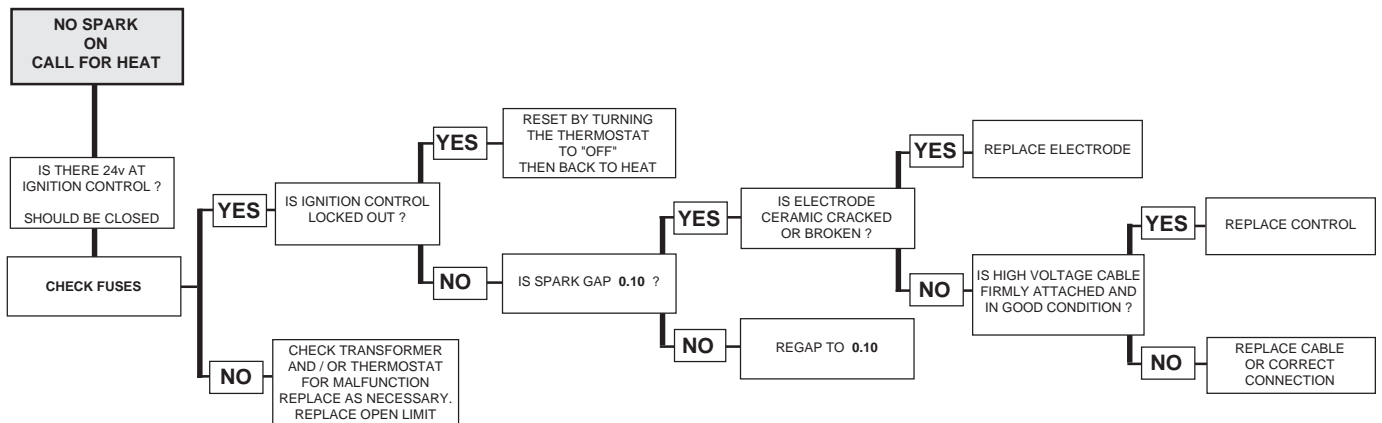 NO SPARK
ON
CALL FOR HEAT
IS THERE 24v AT
IGNITION CONTROL ?
SHOULD BE CLOSED
CHECK FUSES
YES
IS IGNITION CONTROL
LOCKED OUT ?
NO
CHECK TRANSFORMER
AND / OR THERMOSTAT
FOR MALFUNCTION
REPLACE AS NECESSARY.
REPLACE OPEN LIMIT
YES
RESET BY TURNING
THE THERMOSTAT
TO "OFF"
THEN BACK TO HEAT
NO
IS SPARK GAP 0.10 ?
YES
IS ELECTRODE
CERAMIC CRACKED
OR BROKEN ?
NO
REGAP TO 0.10
YES
REPLACE ELECTRODE
NO
IS HIGH VOLTAGE CABLE
FIRMLY ATTACHED AND
IN GOOD CONDITION ?
YES
REPLACE CONTROL
NO
REPLACE CABLE
OR CORRECT
CONNECTION